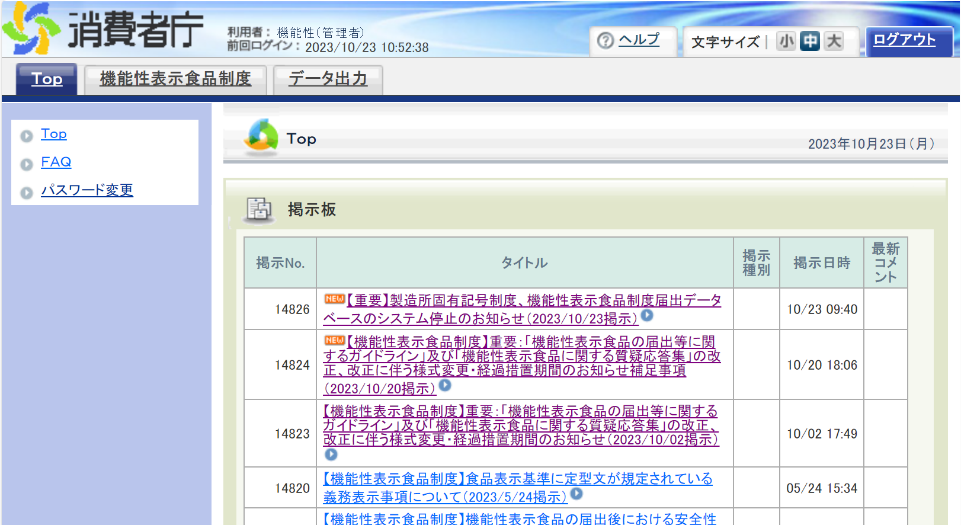 消費者庁
利用者： 機能性（管理者）
前回ログイン： 2023/10/23 10:52:38
ヘルプ
文字サイズ | 小 中 大
ログアウト
Top
機能性表示食品制度
データ出力
Top
FAQ
パスワード変更
Top
2023年10月23日（月）
掲示板
掲示No.
タイトル
掲示
種別
掲示日時
最新
コメ
ント
14826
NEW【重要】製造所固有記号制度、機能性表示食品制度届出データ
ベースのシステム停止のお知らせ（2023/10/23掲示）
10/23 09:40
14824
NEW【機能性表示食品制度】重要：「機能性表示食品の届出等に関
するガイドライン」及び「機能性表示食品に関する質疑応答集」の改
正、改正に伴う様式変更・経過措置期間のお知らせ補足事項
（2023/10/20掲示）
10/20 18:06
14823
【機能性表示食品制度】重要：「機能性表示食品の届出等に関する
ガイドライン」及び「機能性表示食品に関する質疑応答集」の改正、
改正に伴う様式変更・経過措置期間のお知らせ（2023/10/02掲示）
10/02 17:49
14820
【機能性表示食品制度】食品表示基準に定型文が規定されている
義務表示事項について（2023/5/24掲示）
05/24 15:34
【機能性表示食品制度】機能性表示食品の届出後における安全性